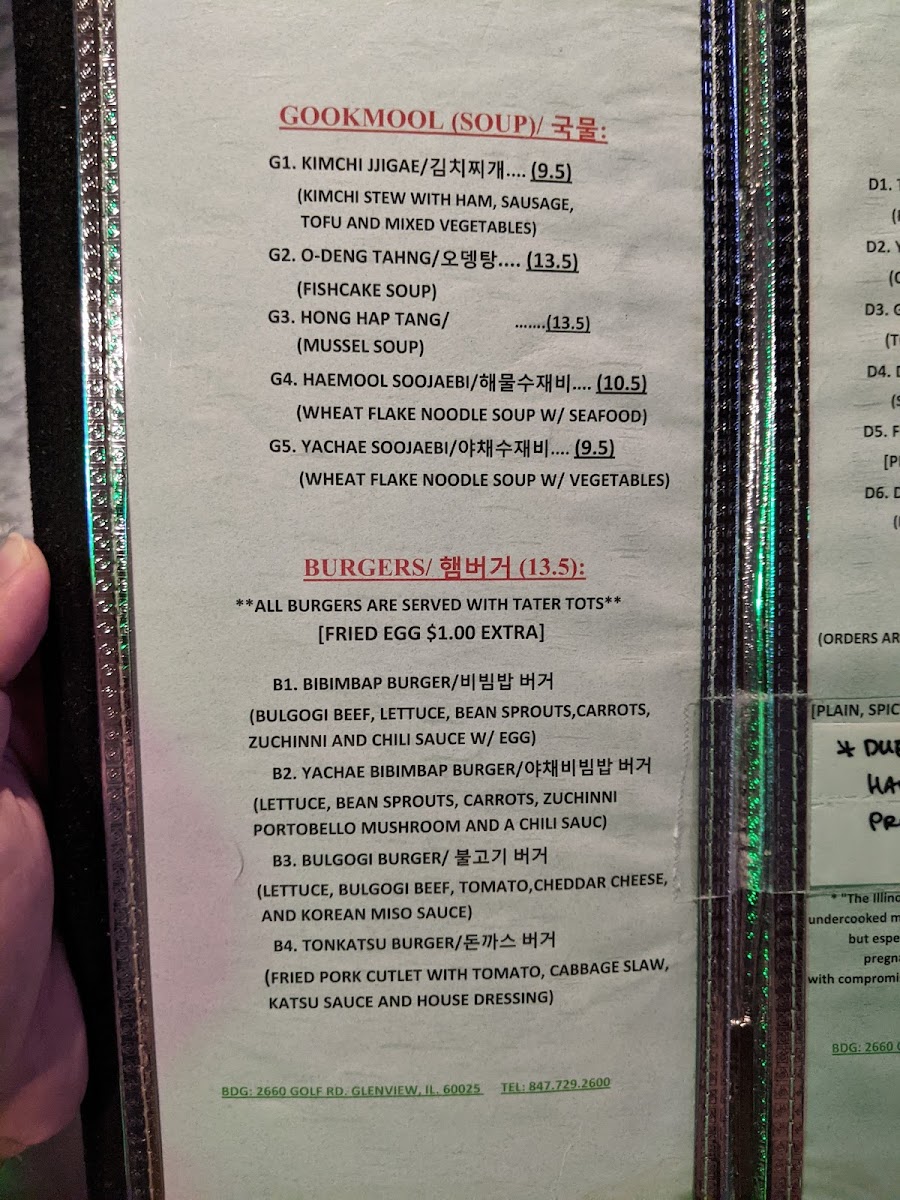 GOOKMOOL (SOUP)/ 국물:
G1. KIMCHI JJIGAE/김치찌개.... (9.5)
(KIMCHI STEW WITH HAM, SAUSAGE,
TOFU AND MIXED VEGETABLES)
G2. O-DENG TAHNG/오뎅탕.... (13.5)
(FISHCAKE SOUP)
G3. HONG HAP TANG/ .......(13.5)
(MUSSEL SOUP)
G4. HAEMOOL SOOJAEBI/해물수재비.... (10.5)
(WHEAT FLAKE NOODLE SOUP W/ SEAFOOD)
G5. YACHAE SOOJAEBI/야채수재비.... (9.5)
(WHEAT FLAKE NOODLE SOUP W/ VEGETABLES)
BURGERS/ 햄버거 (13.5):
**ALL BURGERS ARE SERVED WITH TATER TOTS**
[FRIED EGG $1.00 EXTRA]
B1. BIBIMBAP BURGER/비빔밥 버거
(BULGOGI BEEF, LETTUCE, BEAN SPROUTS,CARROTS,
ZUCHINNI AND CHILI SAUCE W/ EGG)
B2. YACHAE BIBIMBAP BURGER/야채비빔밥 버거
(LETTUCE, BEAN SPROUTS, CARROTS, ZUCHINNI
PORTOBELLO MUSHROOM AND A CHILI SAUC)
B3. BULGOGI BURGER/ 불고기 버거
(LETTUCE, BULGOGI BEEF, TOMATO,CHEDDAR CHEESE,
AND KOREAN MISO SAUCE)
B4. TONKATSU BURGER/돈까스 버거
(FRIED PORK CUTLET WITH TOMATO, CABBAGE SLAW,
KATSU SAUCE AND HOUSE DRESSING)
BDG: 2660 GOLF RD. GLENVIEW, IL. 60025 TEL: 847.729.2600
D1.
D2.
D3.
D4.
D5.
D6.
(ORDERS
[PLAIN,
* "The
undercooked
but
with
BDG: 2660